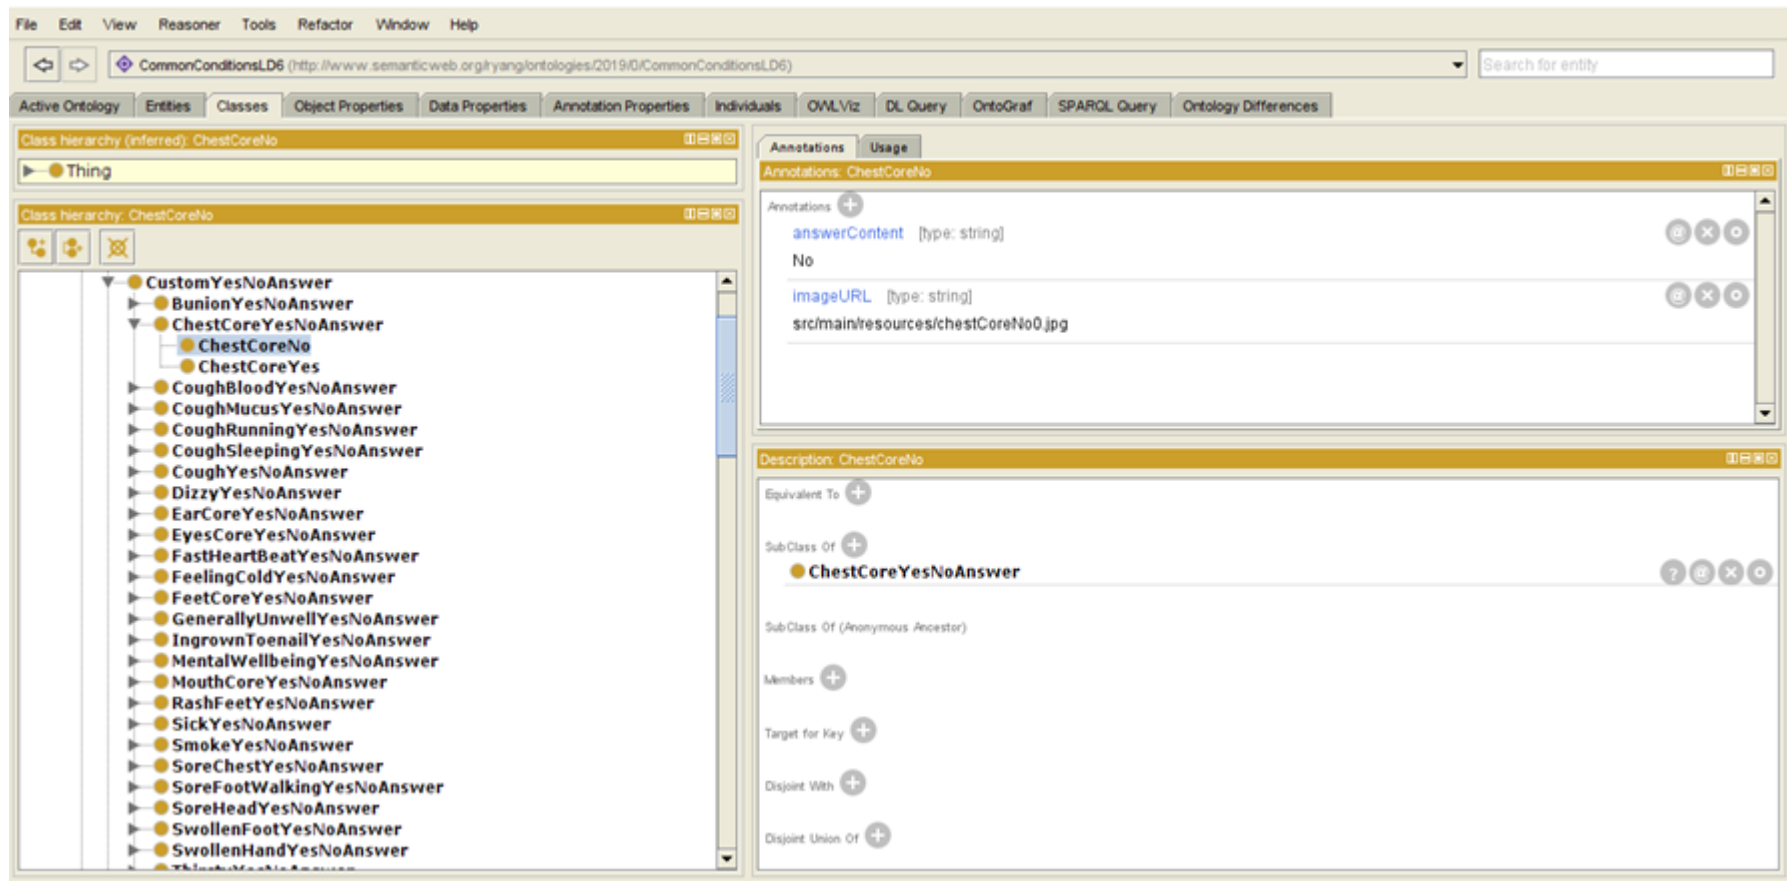 File Edit View Reasoner Tools Refactor Window Help
CommonConditionsLD6 (http://www.semanticweb.org/ryang/ontologies/2019/0/CommonConditionsLD6)
Search for entity
Active Ontology Entities Classes Object Properties Data Properties Annotation Properties Individuals OWLViz DL Query OntoGraf SPARQL Query Ontology Differences
Class hierarchy (inferred): ChestCoreNo
Thing
Class hierarchy: ChestCoreNo
CustomYesNoAnswer
BunionYesNoAnswer
ChestCoreYesNoAnswer
ChestCoreNo
ChestCoreYes
CoughBloodYesNoAnswer
CoughMucusYesNoAnswer
CoughRunningYesNoAnswer
CoughSleepingYesNoAnswer
CoughYesNoAnswer
DizzyYesNoAnswer
EarCoreYesNoAnswer
EyesCoreYesNoAnswer
FastHeartBeatYesNoAnswer
FeelingColdYesNoAnswer
FeetCoreYesNoAnswer
GenerallyUnwellYesNoAnswer
IngrownToenailYesNoAnswer
MentalWellbeingYesNoAnswer
MouthCoreYesNoAnswer
RashFeetYesNoAnswer
SickYesNoAnswer
SmokeYesNoAnswer
SoreChestYesNoAnswer
SoreFootWalkingYesNoAnswer
SoreHeadYesNoAnswer
SwollenFootYesNoAnswer
SwollenHandYesNoAnswer
Annotations Usage
Annotations: ChestCoreNo
Annotations
answerContent [type: string]
No
imageURL [type: string]
src/main/resources/chestCoreNo0.jpg
Description: ChestCoreNo
Equivalent To
SubClass Of
ChestCoreYesNoAnswer
SubClass Of (Anonymous Ancestor)
Members
Target for Key
Disjoint With
Disjoint Union Of